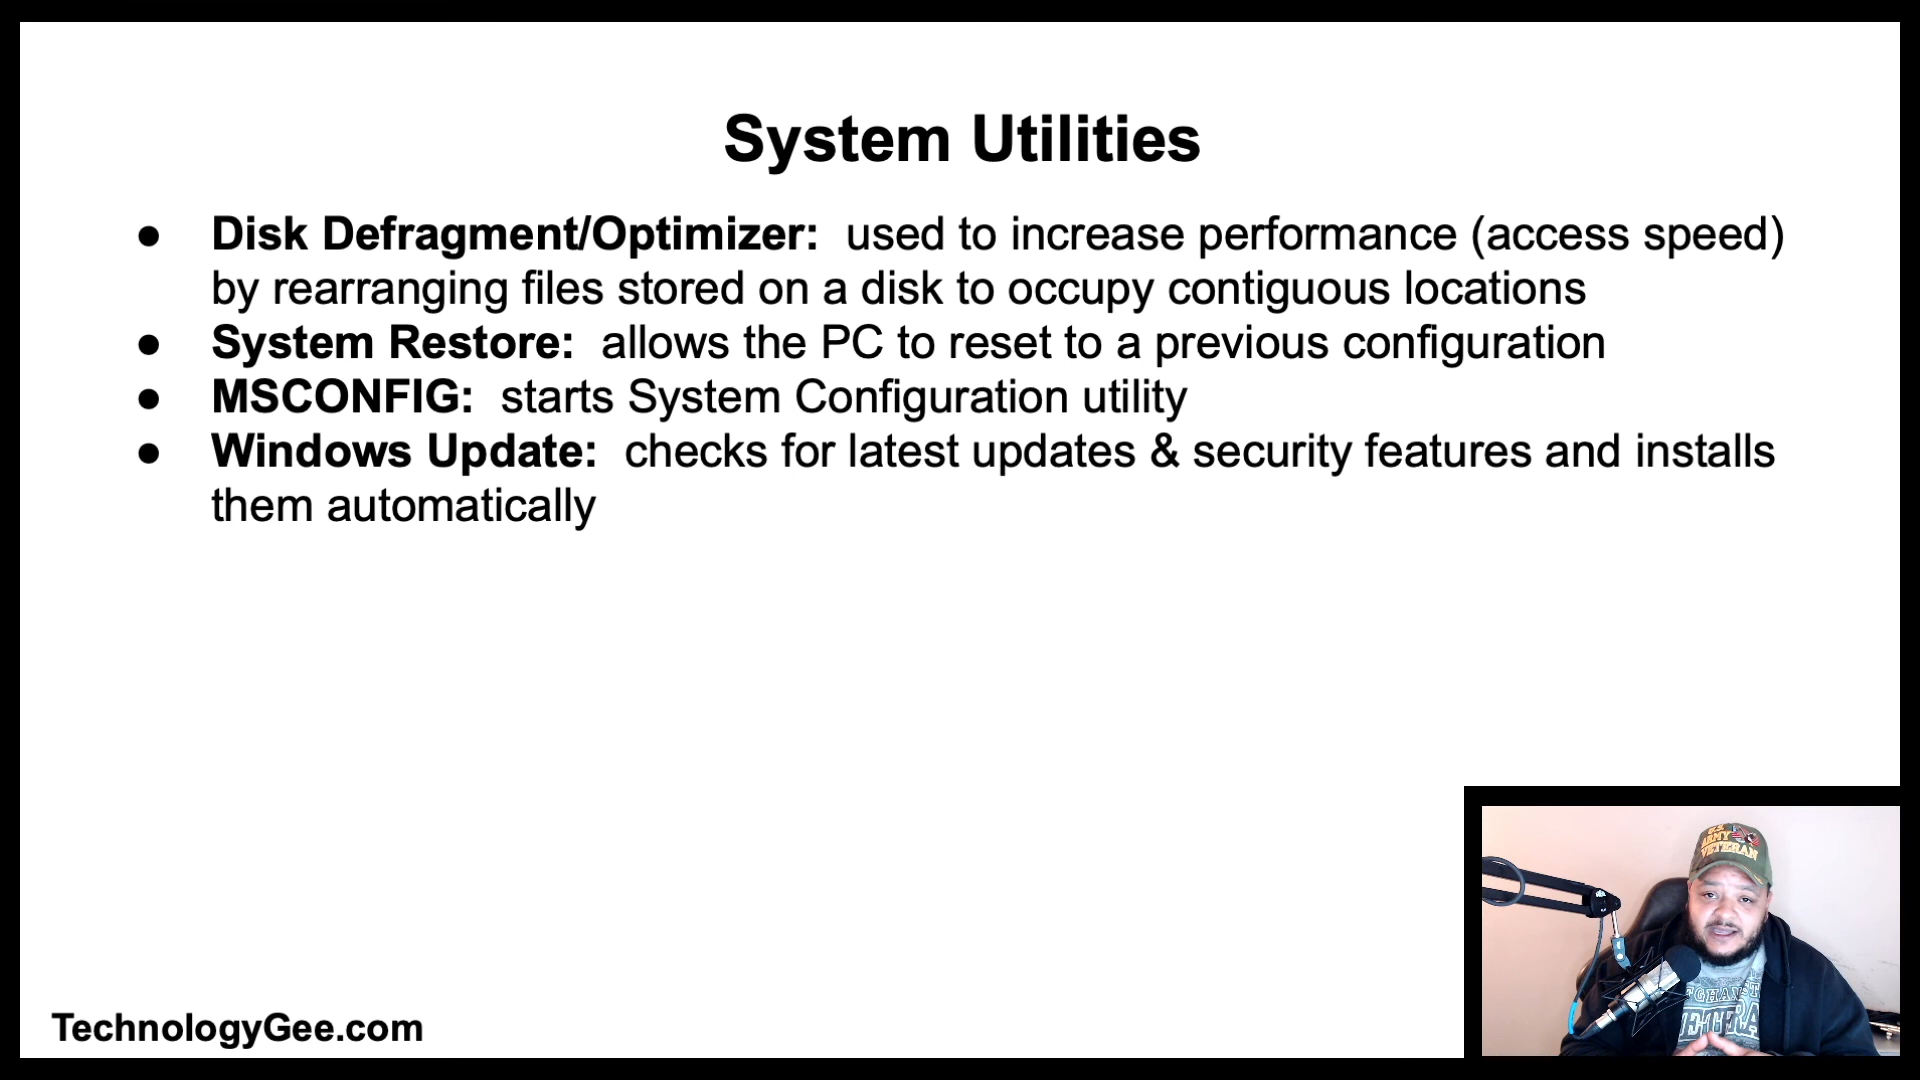 System Utilities
● Disk Defragment/Optimizer: used to increase performance (access speed)
by rearranging files stored on a disk to occupy contiguous locations
● System Restore: allows the PC to reset to a previous configuration
● MSCONFIG: starts System Configuration utility
● Windows Update: checks for latest updates & security features and installs
them automatically
U.S.
ARMY
VETERAN
TechnologyGee.com